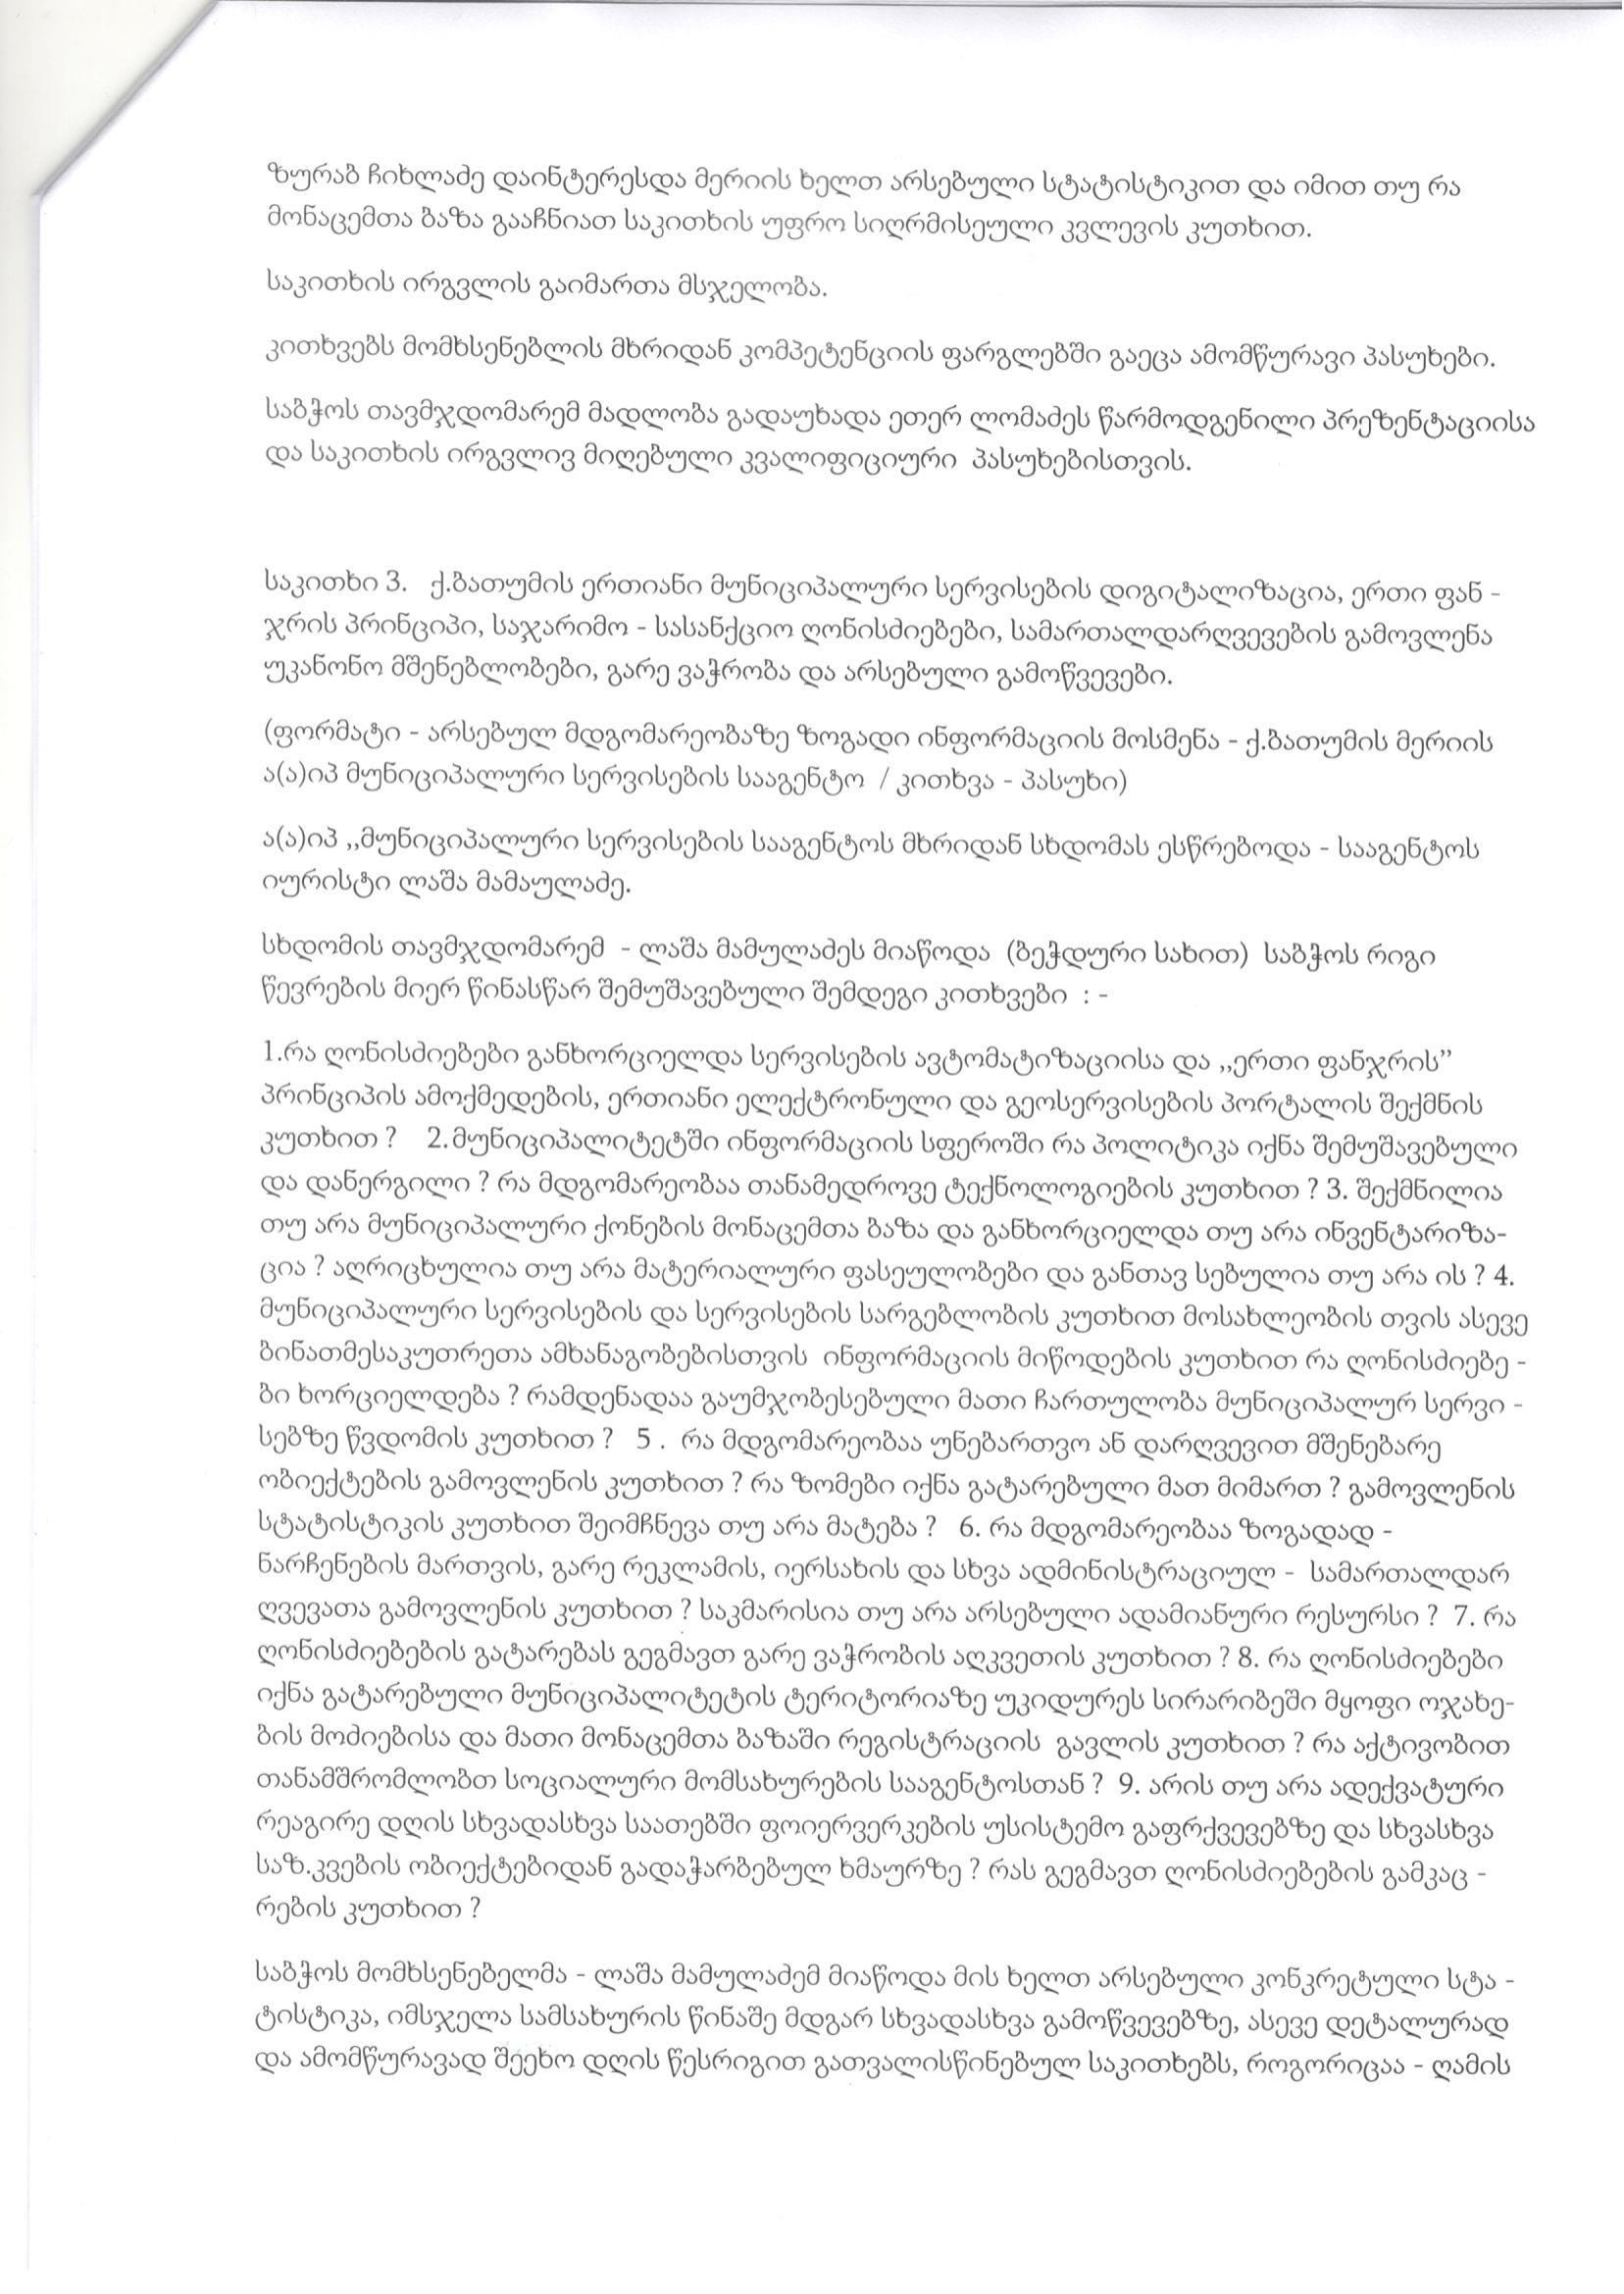 ზურაბ ჩიხლაძე დაინტერესდა მერიის ხელთ არსებული სტატისტიკით და იმით თუ რა
მონაცემთა ბაზა გააჩნიათ საკითხის უფრო სიღრმისეული კვლევის კუთხით.
საკითხის ირგვლის გაიმართა მსჯელობა.
კითხვებს მომხსენებლის მხრიდან კომპეტენციის ფარგლებში გაეცა ამომწურავი პასუხები.
საბჭოს თავმჯდომარემ მადლობა გადაუხადა ეთერ ლომაძეს წარმოდგენილი პრეზენტაციისა
და საკითხის ირგვლივ მიღებული კვალიფიციური პასუხებისთვის.
საკითხი 3. ქ.ბათუმის ერთიანი მუნიციპალური სერვისების დიგიტალიზაცია, ერთი ფან -
ჯრის პრინციპი, საჯარიმო - სასანქციო ღონისძიებები, სამართალდარღვევების გამოვლენა
უკანონო მშენებლობები, გარე ვაჭრობა და არსებული გამოწვევები.
(ფორმატი - არსებულ მდგომარეობაზე ზოგადი ინფორმაციის მოსმენა - ქ.ბათუმის მერიის
ა(ა)იპ მუნიციპალური სერვისების სააგენტო / კითხვა - პასუხი)
ა(ა)იპ ,,მუნიციპალური სერვისების სააგენტოს მხრიდან სხდომას ესწრებოდა - სააგენტოს
იურისტი ლაშა მამაულაძე.
სხდომის თავმჯდომარემ - ლაშა მამულაძეს მიაწოდა (ბეჭდური სახით) საბჭოს რიგი
წევრების მიერ წინასწარ შემუშავებული შემდეგი კითხვები : -
1.რა ღონისძიებები განხორციელდა სერვისების ავტომატიზაციისა და ,,ერთი ფანჯრის”
პრინციპის ამოქმედების, ერთიანი ელექტრონული და გეოსერვისების პორტალის შექმნის
კუთხით ? 2.მუნიციპალიტეტში ინფორმაციის სფეროში რა პოლიტიკა იქნა შემუშავებული
და დანერგილი ? რა მდგომარეობაა თანამედროვე ტექნოლოგიების კუთხით ? 3. შექმნილია
თუ არა მუნიციპალური ქონების მონაცემთა ბაზა და განხორციელდა თუ არა ინვენტარიზა-
ცია ? აღრიცხულია თუ არა მატერიალური ფასეულობები და განთავ სებულია თუ არა ის ? 4.
მუნიციპალური სერვისების და სერვისების სარგებლობის კუთხით მოსახლეობის თვის ასევე
ბინათმესაკუთრეთა ამხანაგობებისთვის ინფორმაციის მიწოდების კუთხით რა ღონისძიებე -
ბი ხორციელდება ? რამდენადაა გაუმჯობესებული მათი ჩართულობა მუნიციპალურ სერვი -
სებზე წვდომის კუთხით ? 5 . რა მდგომარეობაა უნებართვო ან დარღვევით მშენებარე
ობიექტების გამოვლენის კუთხით ? რა ზომები იქნა გატარებული მათ მიმართ ? გამოვლენის
სტატისტიკის კუთხით შეიმჩნევა თუ არა მატება ? 6. რა მდგომარეობაა ზოგადად -
ნარჩენების მართვის, გარე რეკლამის, იერსახის და სხვა ადმინისტრაციულ - სამართალდარ
ღვევათა გამოვლენის კუთხით ? საკმარისია თუ არა არსებული ადამიანური რესურსი ? 7. რა
ღონისძიებების გატარებას გეგმავთ გარე ვაჭრობის აღკვეთის კუთხით ? 8. რა ღონისძიებები
იქნა გატარებული მუნიციპალიტეტის ტერიტორიაზე უკიდურეს სირარიბეში მყოფი ოჯახე-
ბის მოძიებისა და მათი მონაცემთა ბაზაში რეგისტრაციის გავლის კუთხით ? რა აქტივობით
თანამშრომლობთ სოციალური მომსახურების სააგენტოსთან ? 9. არის თუ არა ადექვატური
რეაგირე დღის სხვადასხვა საათებში ფოიერვერკების უსისტემო გაფრქვევებზე და სხვასხვა
საზ.კვების ობიექტებიდან გადაჭარბებულ ხმაურზე ? რას გეგმავთ ღონისძიებების გამკაც -
რების კუთხით ?
საბჭოს მომხსენებელმა - ლაშა მამულაძემ მიაწოდა მის ხელთ არსებული კონკრეტული სტა -
ტისტიკა, იმსჯელა სამსახურის წინაშე მდგარ სხვადასხვა გამოწვევებზე, ასევე დეტალურად
და ამომწურავად შეეხო დღის წესრიგით გათვალისწინებულ საკითხებს, როგორიცაა - ღამის